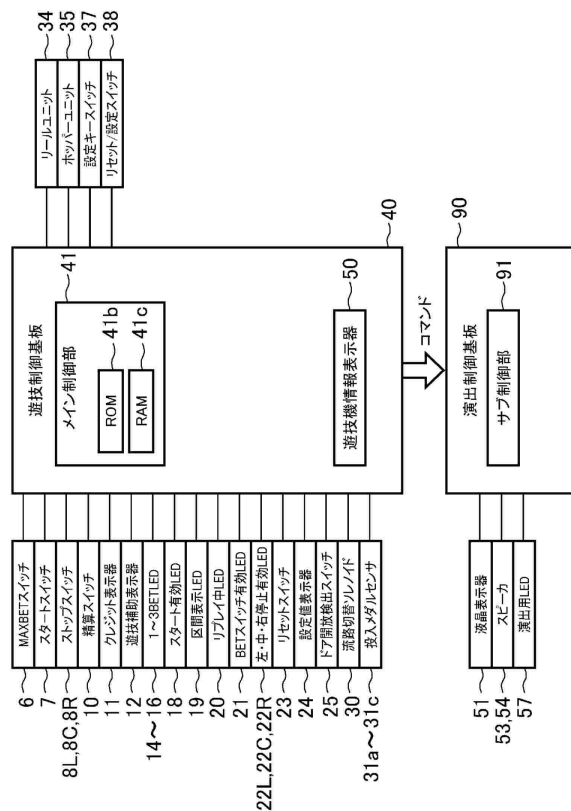 6 MAXBETスイッチ
7 スタートスイッチ
8L,8C,8R ストップスイッチ
10 精算スイッチ
11 クレジット表示器
12 遊技補助表示器
14~16 1~3BETLED
18 スタート有効LED
19 区間表示LED
20 リプレイ中LED
21 BETスイッチ有効LED
22L,22C,22R 左・中・右停止有効LED
23 リセットスイッチ
24 設定値表示器
25 ドア開放検出スイッチ
30 流路切替ソレノイド
31a~31c 投入メダルセンサ
遊技制御基板
メイン制御部 41
ROM 41b
RAM 41c
遊技機情報表示器 50
40
リールユニット 34
ホッパーユニット 35
設定キースイッチ 37
リセット/設定スイッチ 38
コマンド
51 液晶表示器
53,54 スピーカ
57 演出用LED
演出制御基板 90
サブ制御部 91